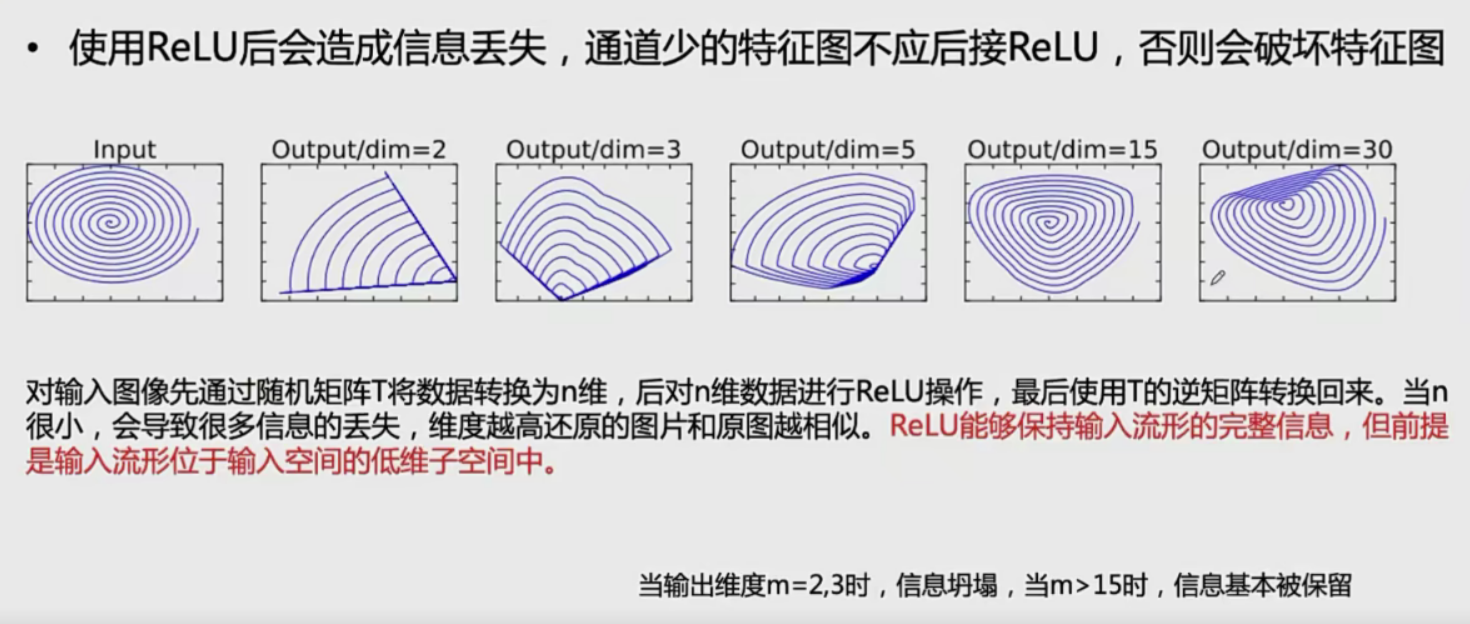 • 使用ReLU后会造成信息丢失，通道少的特征图不应后接ReLU，否则会破坏特征图
Input Output/dim=2 Output/dim=3 Output/dim=5 Output/dim=15 Output/dim=30
对输入图像先通过随机矩阵T将数据转换为n维，后对n维数据进行ReLU操作，最后使用T的逆矩阵转换回来。当n
很小，会导致很多信息的丢失，维度越高还原的图片和原图越相似。ReLU能够保持输入流形的完整信息，但前提
是输入流形位于输入空间的低维子空间中。
当输出维度m=2,3时，信息坍塌，当m>15时，信息基本被保留